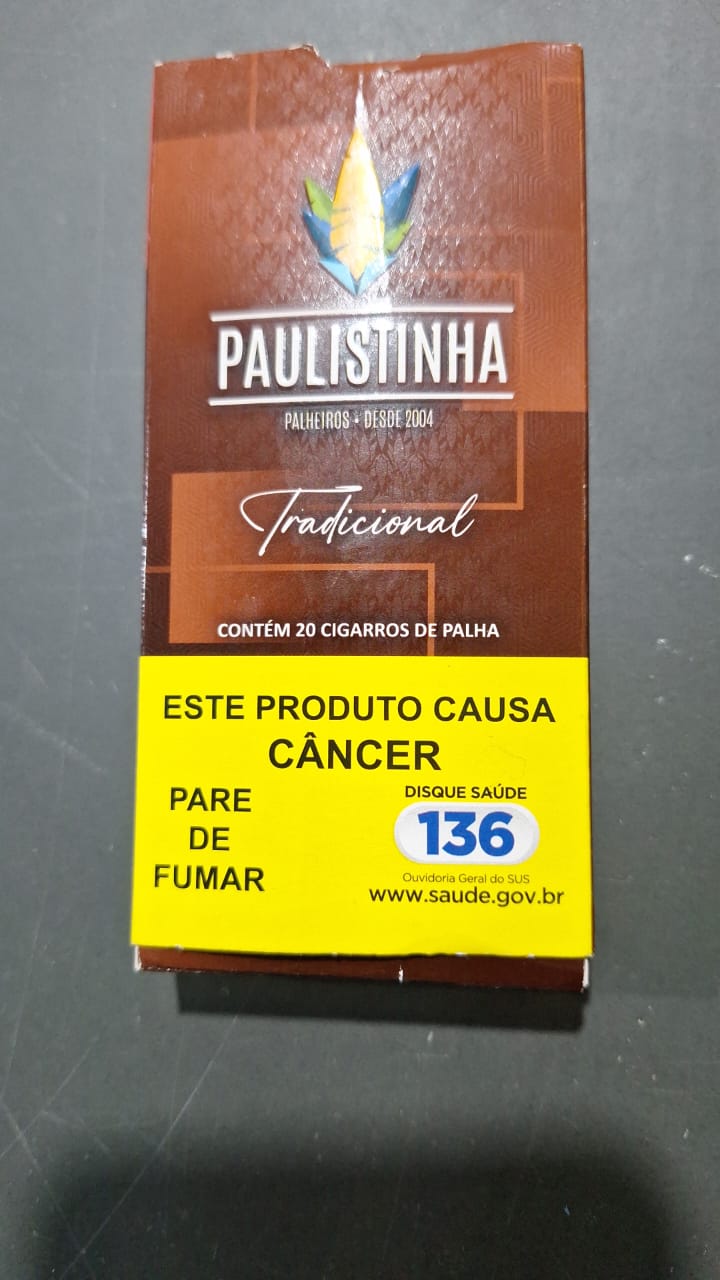 PAULISTINHA
PALHEIROS • DESDE 2004
Tradicional
CONTÉM 20 CIGARROS DE PALHA
ESTE PRODUTO CAUSA
CÂNCER
PARE
DE
FUMAR
DISQUE SAÚDE
136
Ouvidoria Geral do SUS
www.saude.gov.br